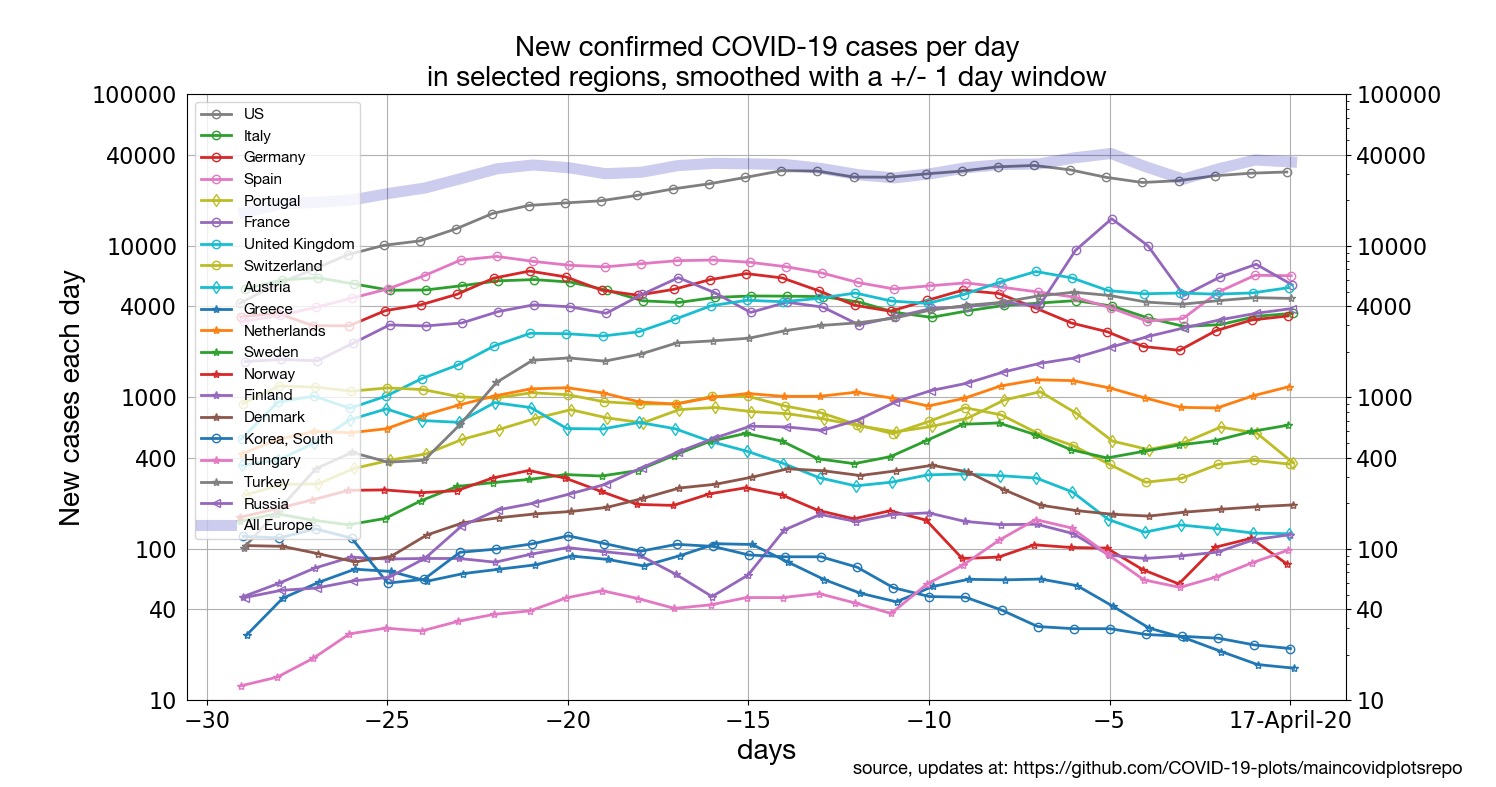 New confirmed COVID-19 cases per day
in selected regions, smoothed with a +/- 1 day window
100000
40000
10000
4000
1000
400
100
40
10
New cases each day
US
Italy
Germany
Spain
Portugal
France
United Kingdom
Switzerland
Austria
Greece
Netherlands
Sweden
Norway
Finland
Denmark
Korea, South
Hungary
Turkey
Russia
All Europe
100000
40000
10000
4000
1000
400
100
40
10
−30 −25 −20 −15 −10 −5 17-April-20
days
source, updates at: https://github.com/COVID-19-plots/maincovidplotsrepo